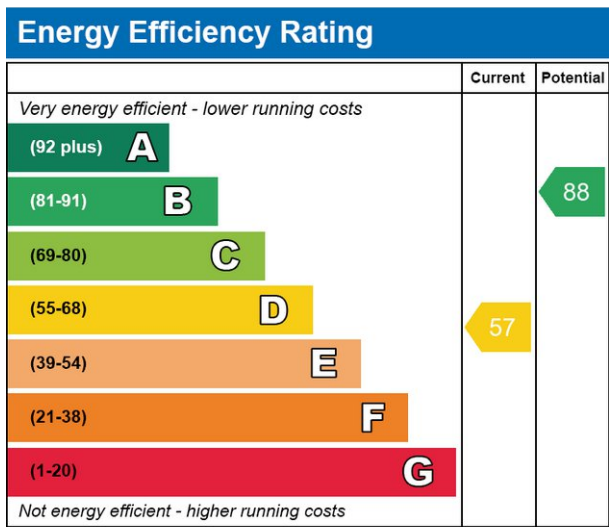 Energy Efficiency Rating
Current Potential
Very energy efficient - lower running costs
(92 plus) A
(81-91) B
88
(69-80) C
(55-68) D
57
(39-54) E
(21-38) F
(1-20) G
Not energy efficient - higher running costs